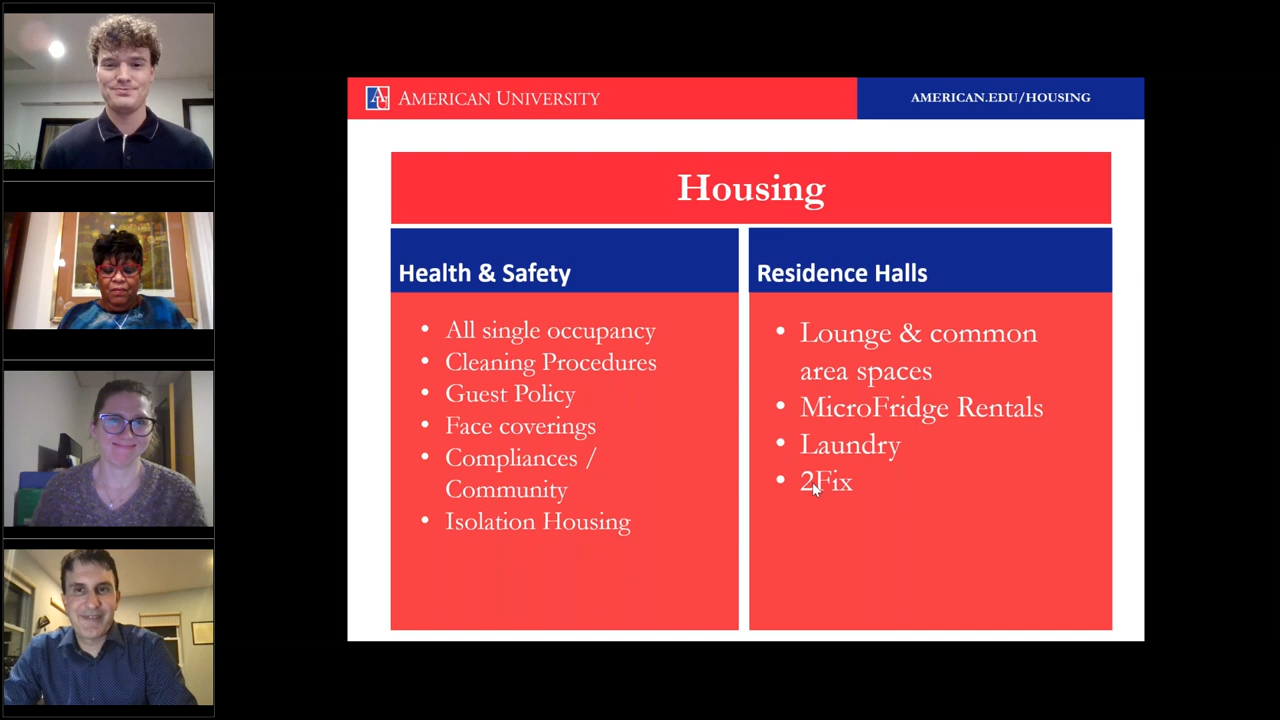 AU
AMERICAN UNIVERSITY
AMERICAN.EDU/HOUSING
Housing
Health & Safety
• All single occupancy
• Cleaning Procedures
• Guest Policy
• Face coverings
• Compliances /
Community
• Isolation Housing
Residence Halls
• Lounge & common
area spaces
• MicroFridge Rentals
• Laundry
• 2Fix